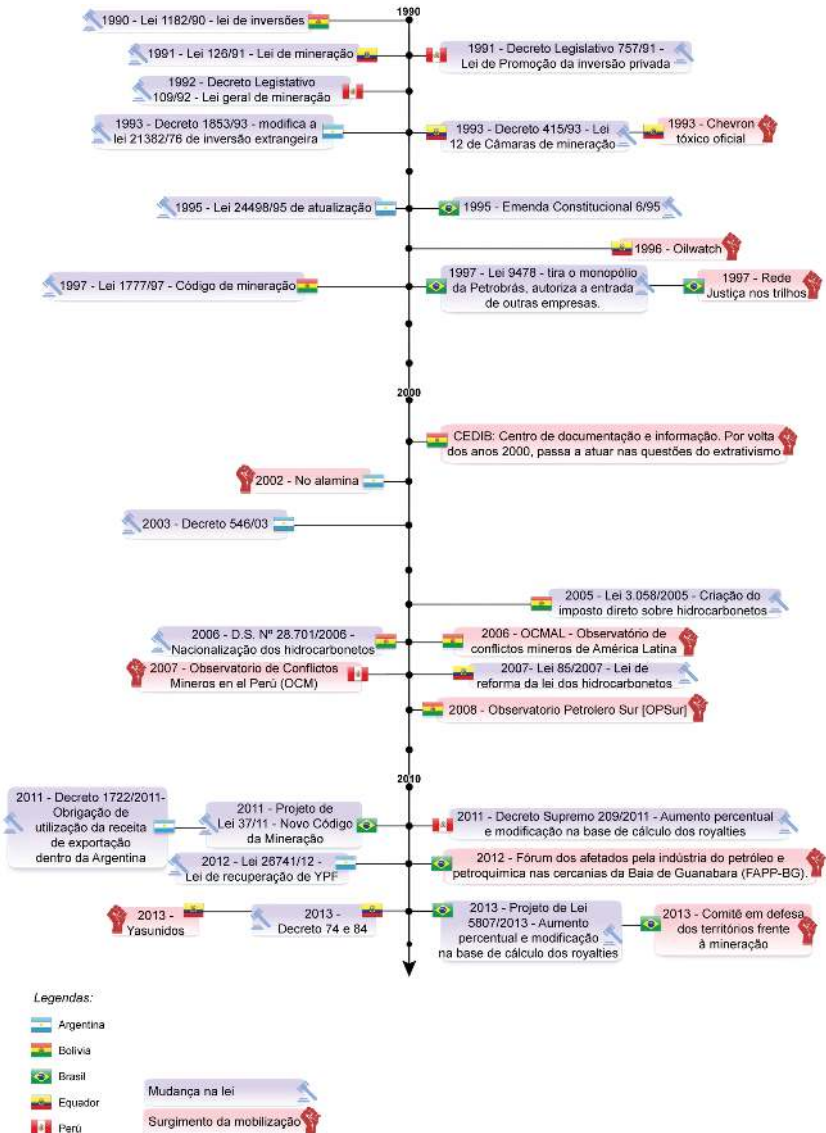 1990
1990 - Lei 1182/90 - lei de inversões
1991 - Lei 126/91 - Lei de mineração
1991 - Decreto Legislativo 757/91 -
Lei de Promoção da inversão privada
1992 - Decreto Legislativo
109/92 - Lei geral de mineração
1993 - Decreto 1853/93 - modifica a
lei 21382/76 de inversão extrangeira
1993 - Decreto 415/93 - Lei
12 de Câmaras de mineração
1993 - Chevron
tóxico oficial
1995 - Lei 24498/95 de atualização
1995 - Emenda Constitucional 6/95
1996 - Oilwatch
1997 - Lei 1777/97 - Código de mineração
1997 - Lei 9478 - tira o monopólio
da Petrobrás, autoriza a entrada
de outras empresas.
1997 - Rede
Justiça nos trilhos
2000
CEDIB: Centro de documentação e informação. Por volta
dos anos 2000, passa a atuar nas questões do extrativismo
2002 - No alamina
2003 - Decreto 546/03
2005 - Lei 3.058/2005 - Criação do
imposto direto sobre hidrocarbonetos
2006 - D.S. Nº 28.701/2006 -
Nacionalização dos hidrocarbonetos
2006 - OCMAL - Observatório de
conflictos mineros de América Latina
2007 - Observatorio de Conflictos
Mineros en el Perú (OCM)
2007- Lei 85/2007 - Lei de
reforma da lei dos hidrocarbonetos
2008 - Observatorio Petrolero Sur [OPSur]
2010
2011 - Decreto 1722/2011-
Obrigação de
utilização da receita
de exportação
dentro da Argentina
2011 - Projeto de
Lei 37/11 - Novo Código
da Mineração
2011 - Decreto Supremo 209/2011 - Aumento percentual
e modificação na base de cálculo dos royalties
2012 - Lei 26741/12 -
Lei de recuperação de YPF
2012 - Fórum dos afetados pela indústria do petróleo e
petroquimica nas cercanias da Baia de Guanabara (FAPP-BG).
2013 -
Yasunidos
2013 -
Decreto 74 e 84
2013 - Projeto de Lei
5807/2013 - Aumento
percentual e modificação
na base de cálculo dos royalties
2013 - Comitê em defesa
dos territórios frente
à mineração
Legendas:
Argentina
Bolívia
Brasil
Equador
Perú
Mudança na lei
Surgimento da mobilização